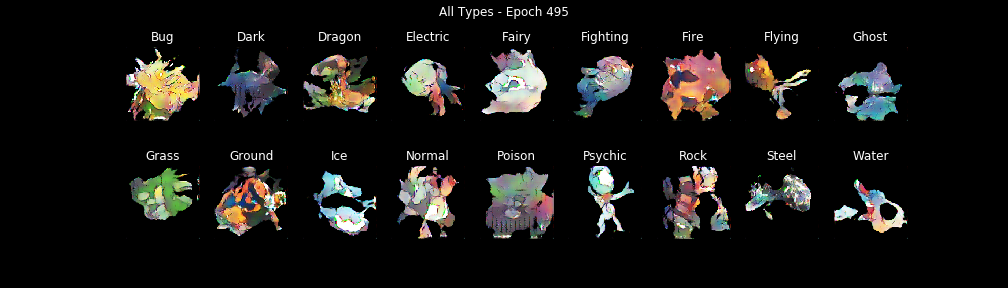 All Types - Epoch 495
Bug Dark Dragon Electric Fairy Fighting Fire Flying Ghost
Grass Ground Ice Normal Poison Psychic Rock Steel Water